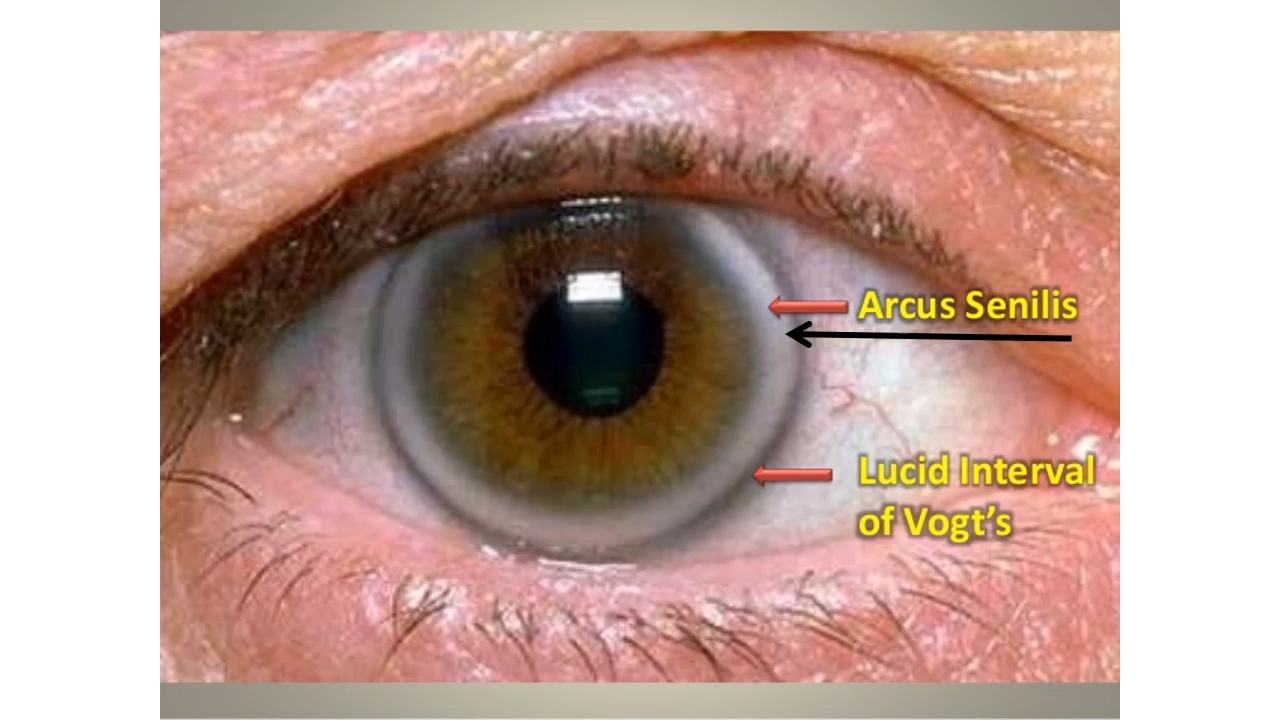 Arcus Senilis
Lucid Interval
of Vogt’s